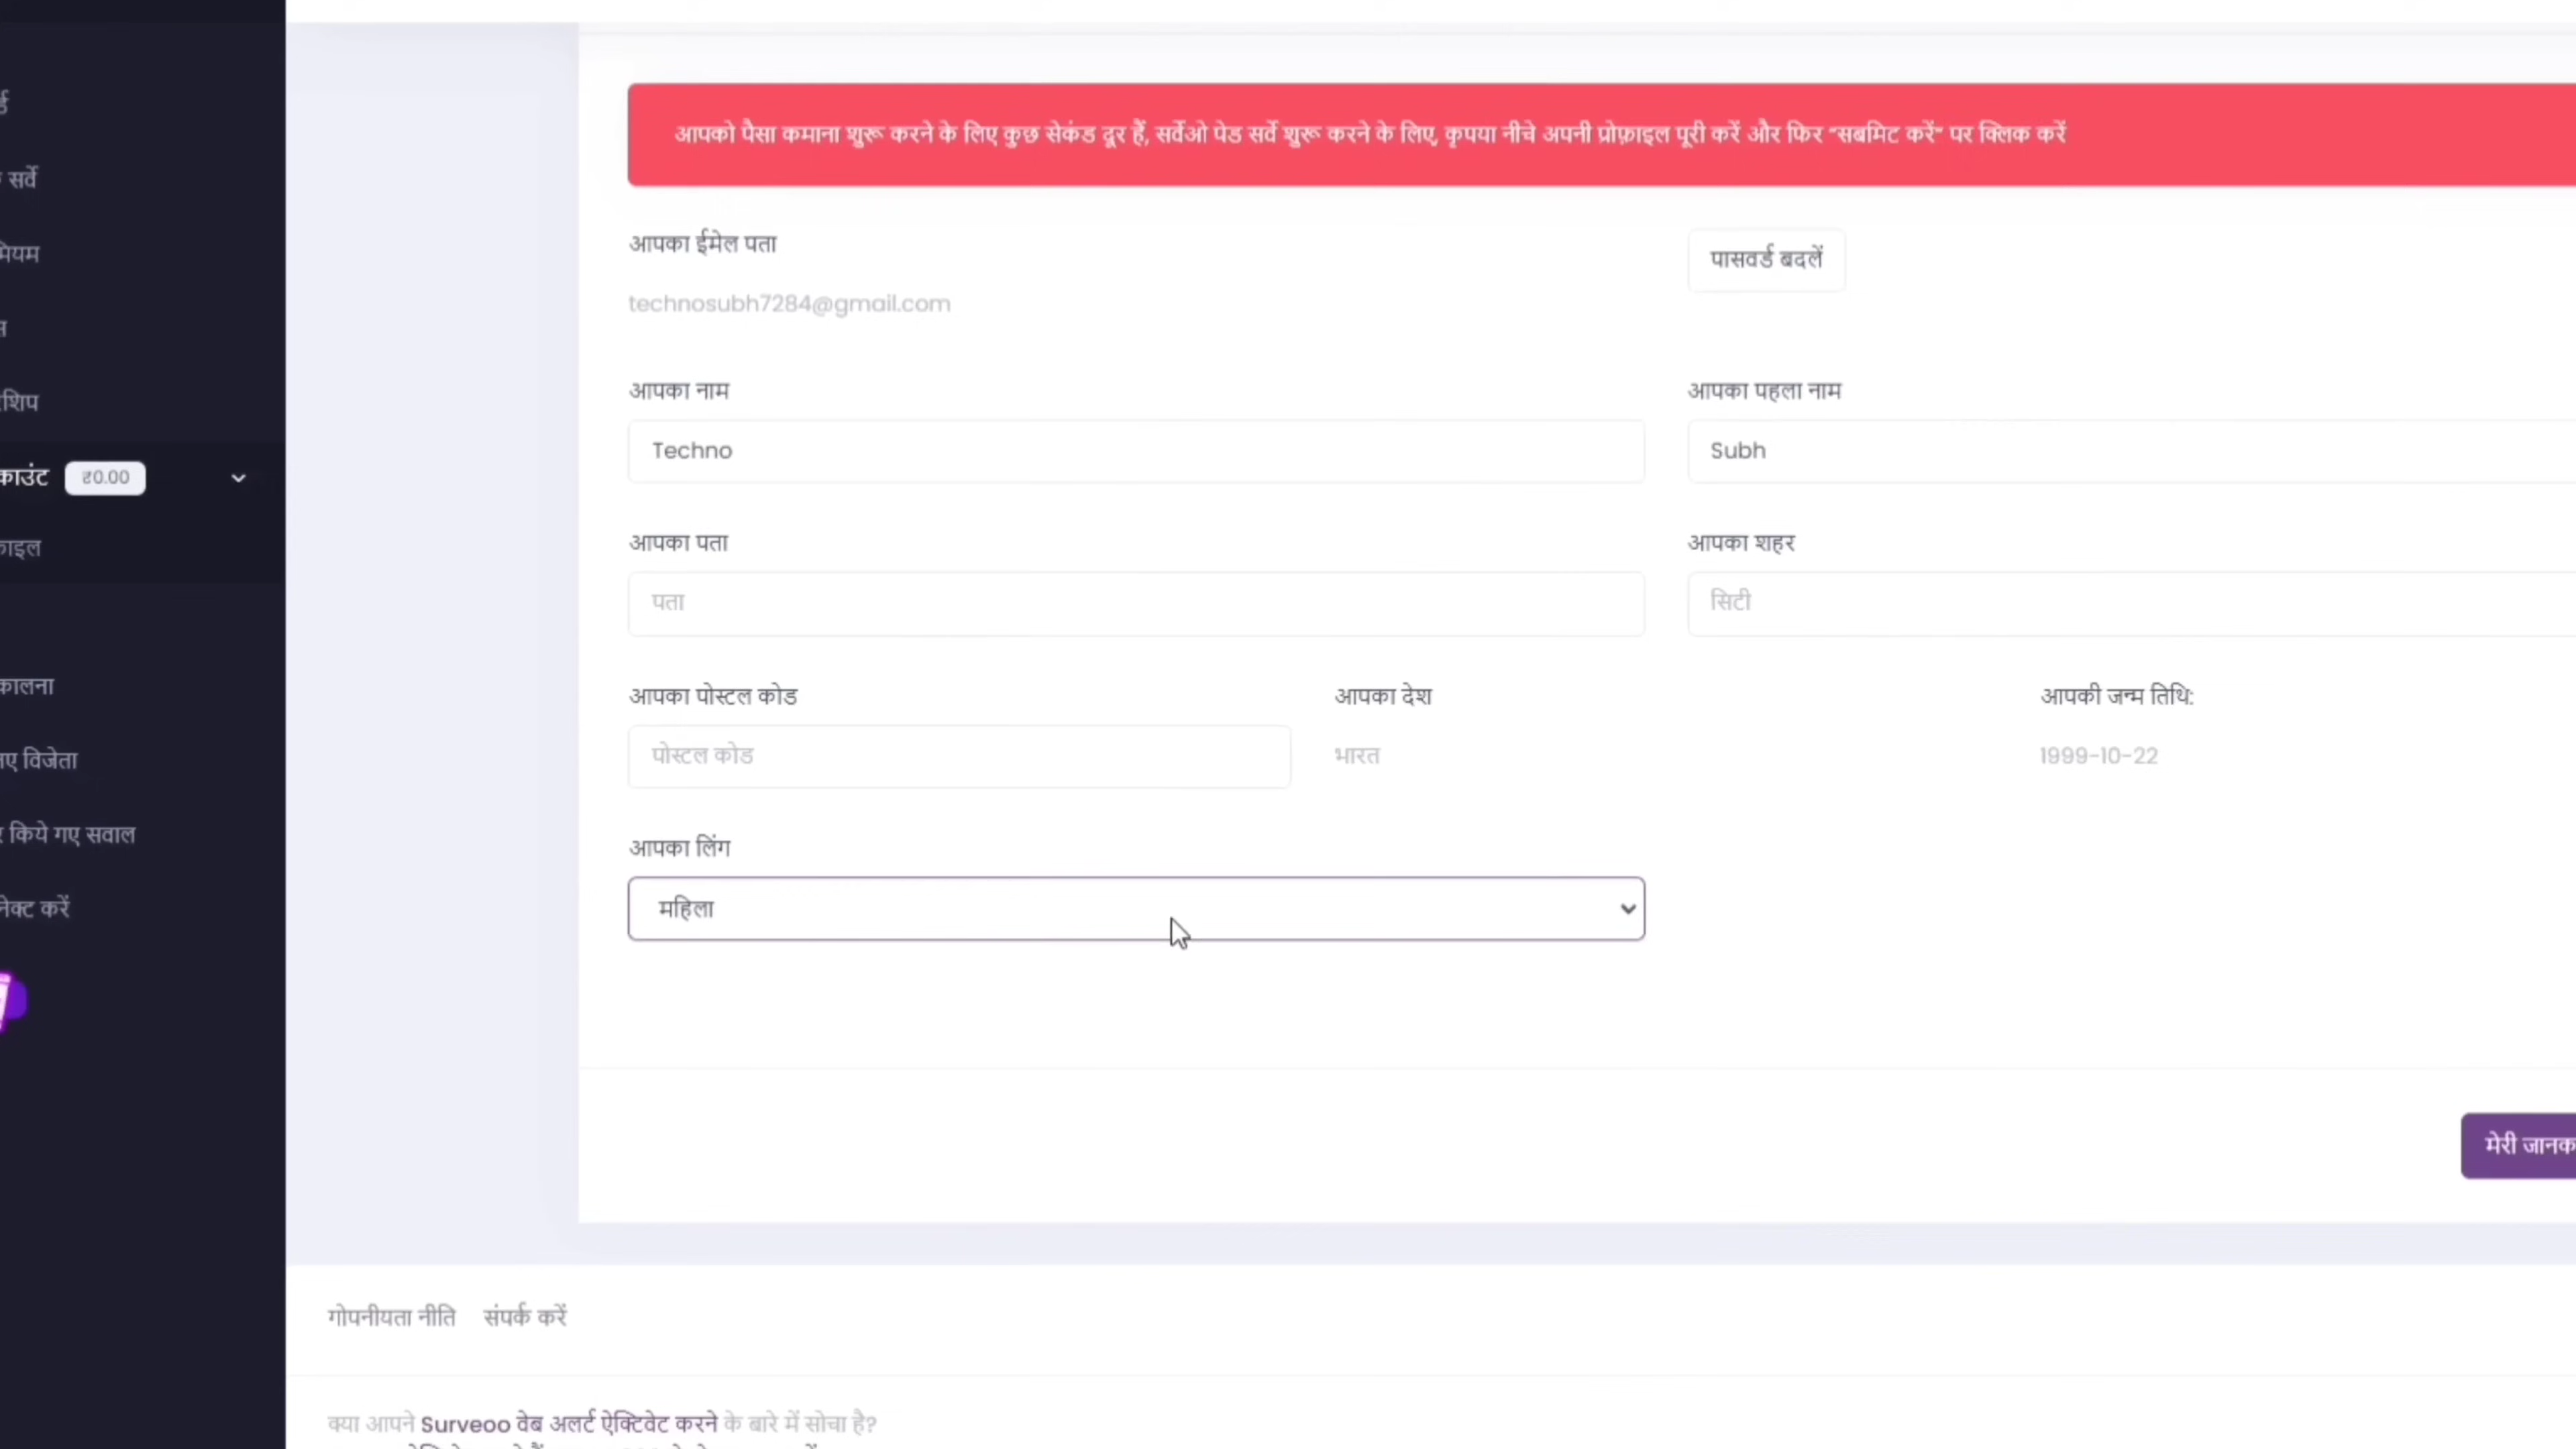 आपको पैसा कमाना शुरू करने के लिए कुछ सेकंड दूर हैं, सर्वेओ पेड सर्वे शुरू करने के लिए, कृपया नीचे अपनी प्रोफ़ाइल पूरी करें और फिर "सबमिट करें" पर क्लिक करें
आपका ईमेल पता
पासवर्ड बदलें
technosubh7284@gmail.com
आपका नाम
आपका पहला नाम
Techno
Subh
आपका पता
आपका शहर
पता
सिटी
आपका पोस्टल कोड
आपका देश
आपकी जन्म तिथि:
पोस्टल कोड
भारत
1999-10-22
आपका लिंग
महिला
मेरी
सर्वे
₹0.00
विजेता
किये गए सवाल
करें
गोपनीयता नीति संपर्क करें
क्या आपने Surveoo वेब अलर्ट ऐक्टिवेट करने के बारे में सोचा है?